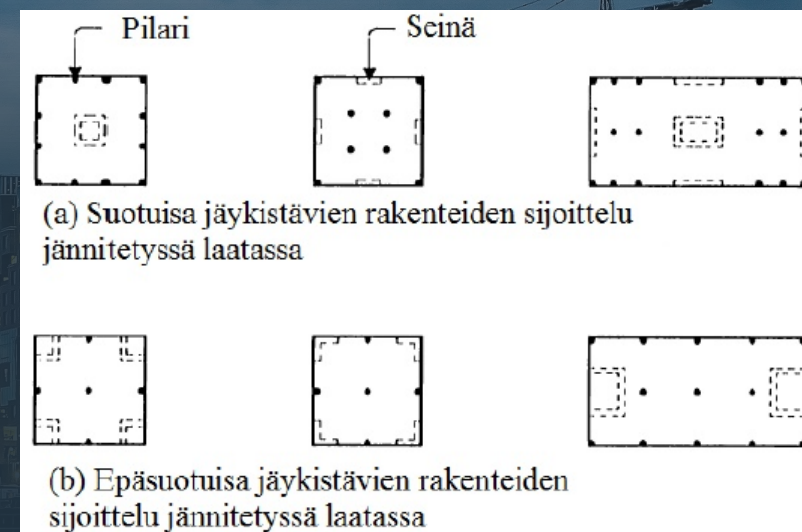 Pilari
Seinä
(a) Suotuisa jäykistävien rakenteiden sijoittelu
jännitetyssä laatassa
(b) Epäsuotuisa jäykistävien rakenteiden
sijoittelu jännitetyssä laatassa